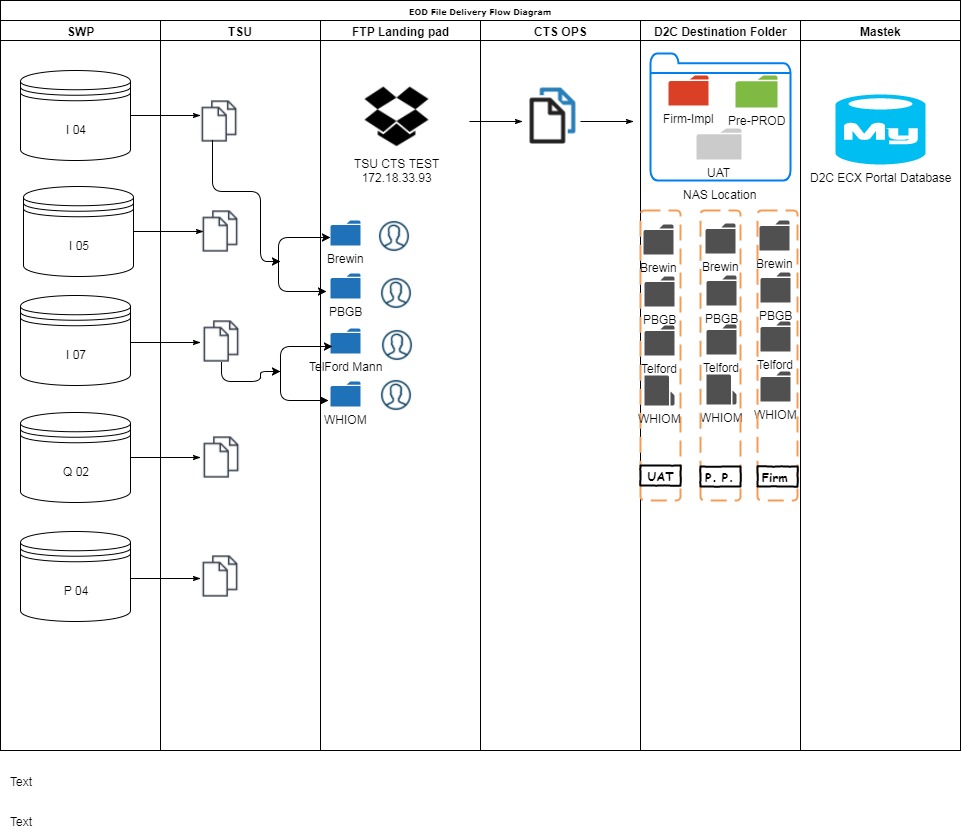 EOD File Delivery Flow Diagram
SWP
TSU
FTP Landing pad
CTS OPS
D2C Destination Folder
Mastek
I 04
I 05
I 07
Q 02
P 04
TSU CTS TEST
172.18.33.93
Brewin
PBGB
TelFord Mann
WHIOM
Firm-Impl
Pre-PROD
UAT
NAS Location
Brewin
Brewin
Brewin
PBGB
PBGB
PBGB
Telford
Telford
Telford
WHIOM
WHIOM
WHIOM
UAT
P. P.
Firm
My
D2C ECX Portal Database
Text
Text